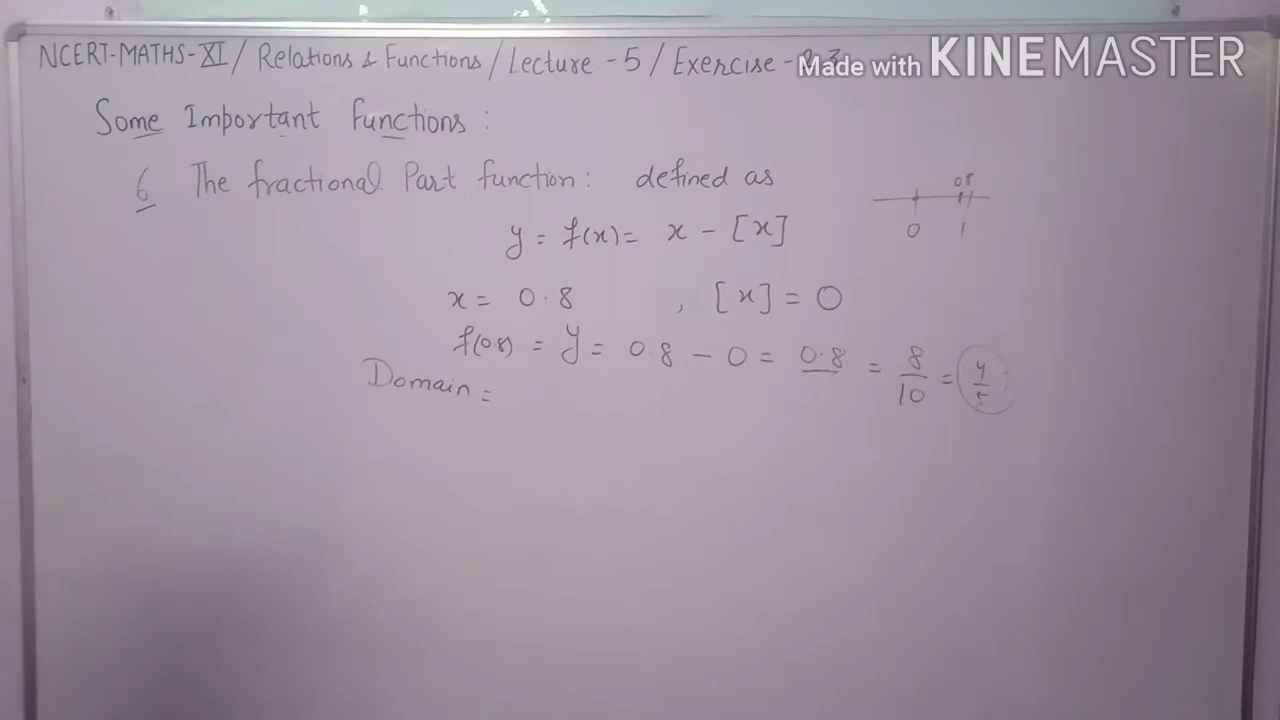 NCERT-MATHS-XI / Relations & Functions / Lecture - 5 / Exercise -
Made with KINEMASTER
Some Important Functions :
6 The fractional Part function : defined as
08
0 1
y = f(x) = x - [x]
x = 0.8 , [x] = 0
f(0.8) = y = 0.8 - 0 = 0.8 = 8/10 = 4/5
Domain =